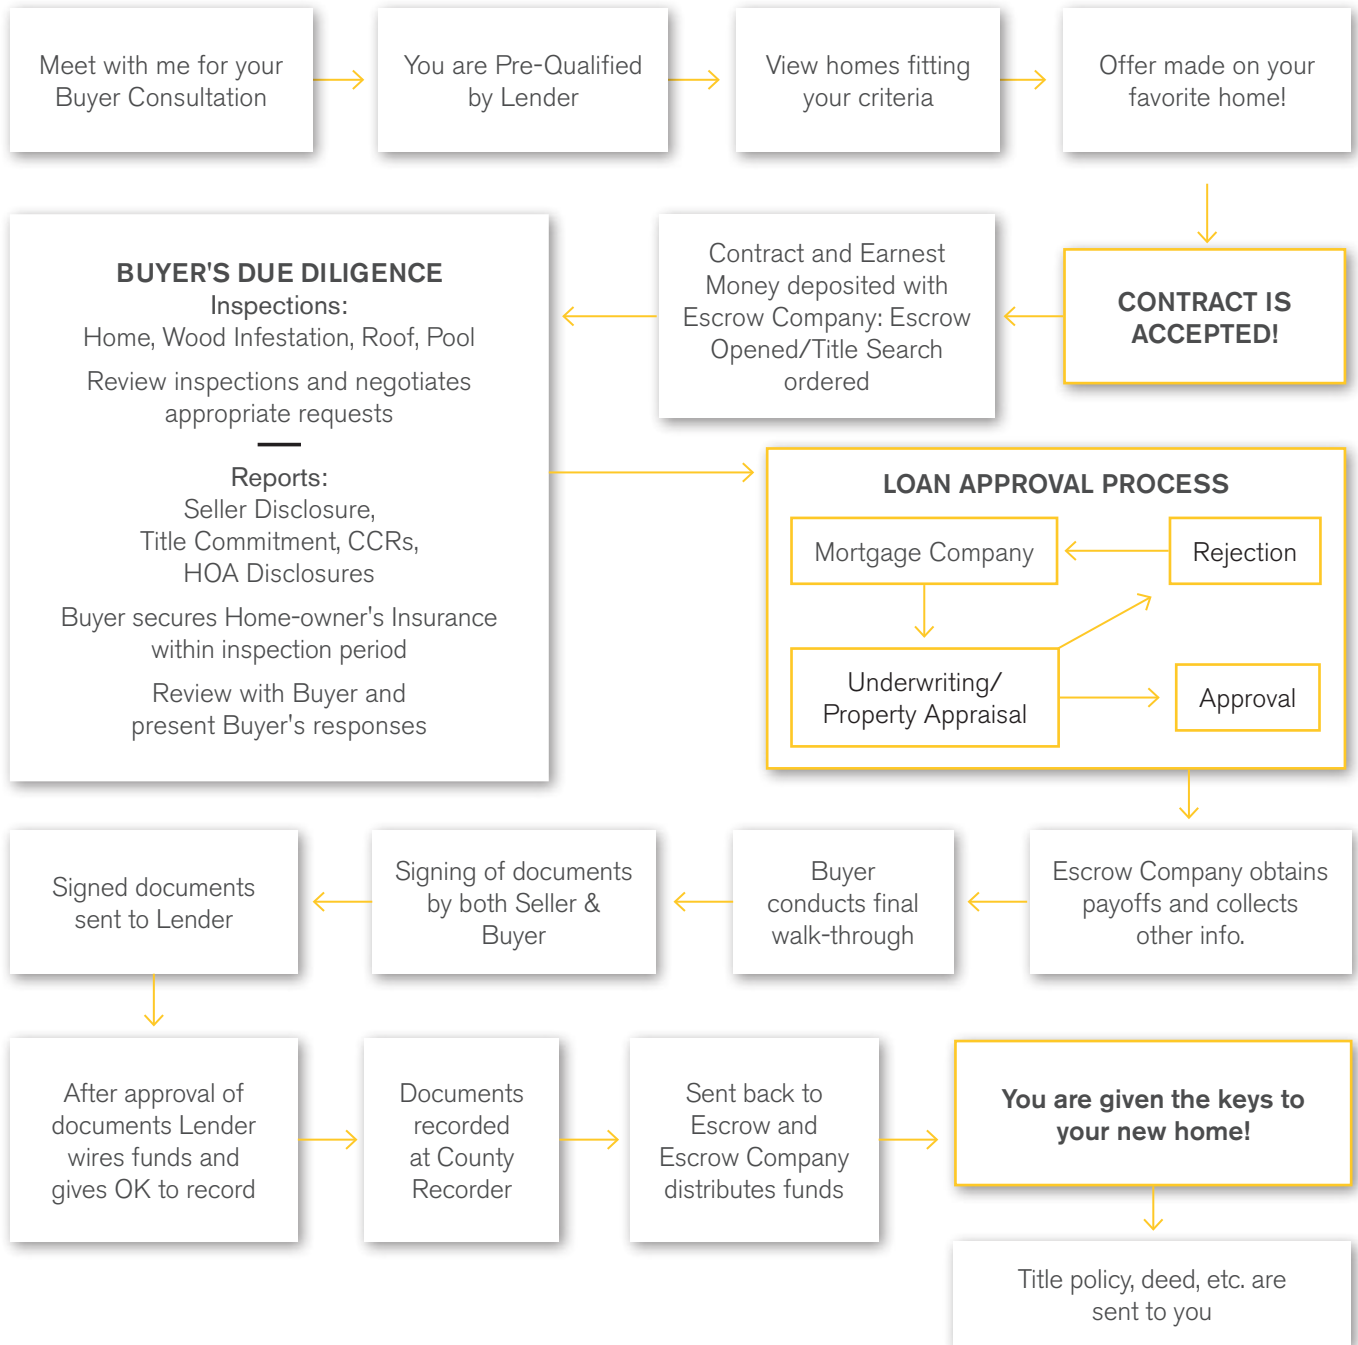 Meet with me for your
Buyer Consultation
You are Pre-Qualified
by Lender
View homes fitting
your criteria
Offer made on your
favorite home!
CONTRACT IS
ACCEPTED!
Contract and Earnest
Money deposited with
Escrow Company: Escrow
Opened/Title Search
ordered
BUYER'S DUE DILIGENCE
Inspections:
Home, Wood Infestation, Roof, Pool
Review inspections and negotiates
appropriate requests
Reports:
Seller Disclosure,
Title Commitment, CCRs,
HOA Disclosures
Buyer secures Home-owner's Insurance
within inspection period
Review with Buyer and
present Buyer's responses
LOAN APPROVAL PROCESS
Mortgage Company
Rejection
Underwriting/
Property Appraisal
Approval
Escrow Company obtains
payoffs and collects
other info.
Buyer
conducts final
walk-through
Signing of documents
by both Seller &
Buyer
Signed documents
sent to Lender
After approval of
documents Lender
wires funds and
gives OK to record
Documents
recorded
at County
Recorder
Sent back to
Escrow and
Escrow Company
distributes funds
You are given the keys to
your new home!
Title policy, deed, etc. are
sent to you